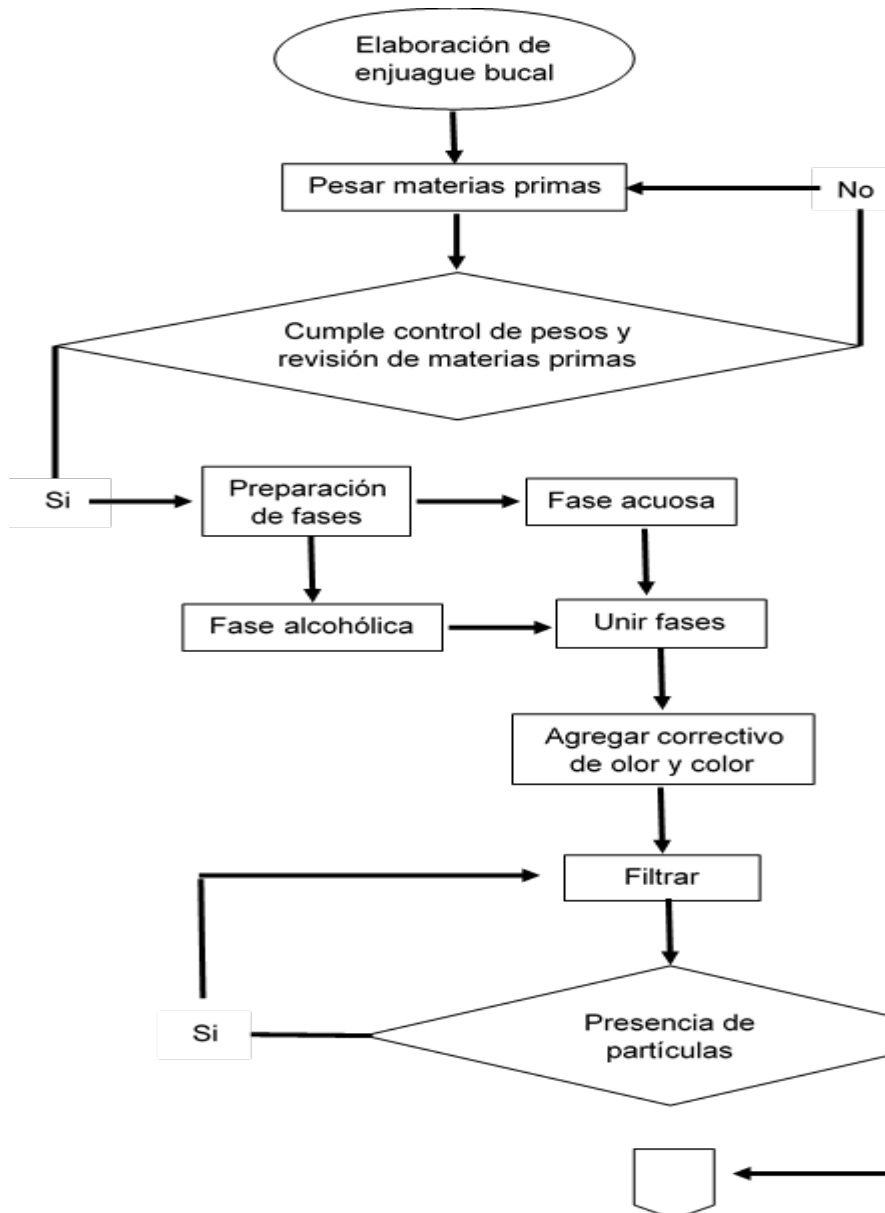 Elaboración de
enjuague bucal
Pesar materias primas
No
Cumple control de pesos y
revisión de materias primas
Si
Preparación
de fases
Fase acuosa
Fase alcohólica
Unir fases
Agregar correctivo
de olor y color
Filtrar
Presencia de
partículas
Si